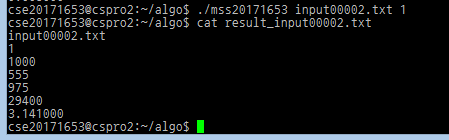 cse20171653@cspro2:~/algo$ ./mss20171653 input00002.txt 1
cse20171653@cspro2:~/algo$ cat result_input00002.txt
input00002.txt
1
1000
555
975
29400
3.141000
cse20171653@cspro2:~/algo$